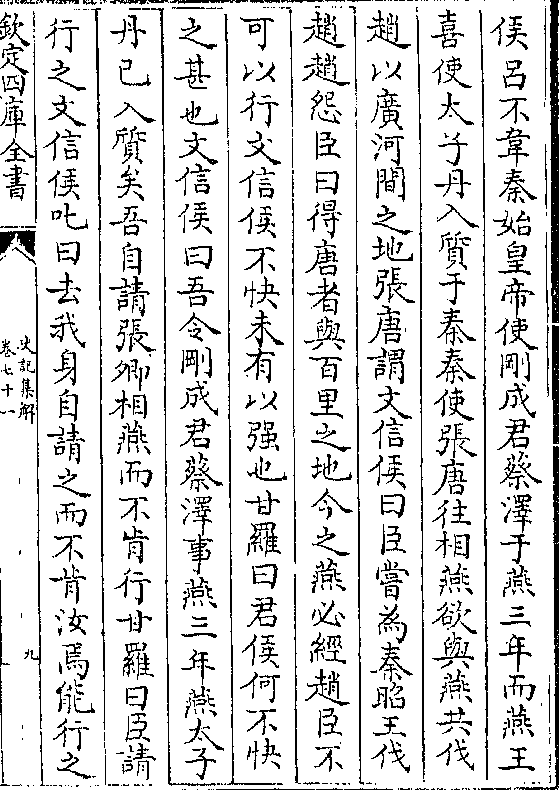 侯呂不韋秦始皇帝使剛成君蔡澤于燕三年而燕王
喜使太子丹入質于秦秦使張唐往相燕欲與燕共伐
趙以廣河間之地張唐謂文信侯曰臣嘗為秦昭王伐
趙趙怨臣曰得唐者與百里之地今之燕必經趙臣不
可以行文信侯不快未有以强也甘羅曰君侯何不快
之甚也文信侯曰吾令剛成君蔡澤事燕三年燕太子
丹已入質矣吾自請張卿相燕而不肯行甘羅曰臣請
行之文信侯叱曰去我身自請之而不肯汝焉能行之
欽定四庫全書
史記集解
卷七十一
九